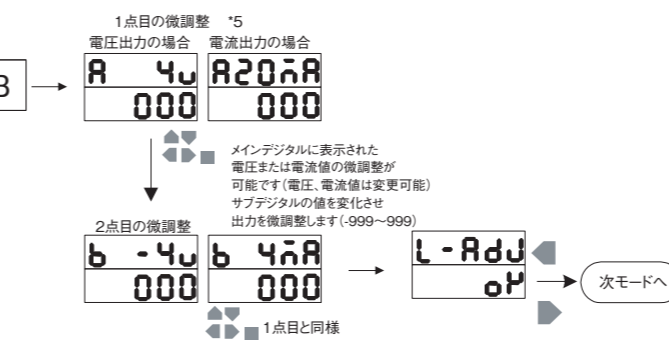 1点目の微調整 *5
電圧出力の場合 電流出力の場合
A 4v A20mA
000 000
メインデジタルに表示された
電圧または電流値の微調整が
可能です(電圧、電流値は変更可能)
サブデジタルの値を変化させ
出力を微調整します(-999~999)
2点目の微調整
b -4v b 4mA L-Adj
000 000 oK
次モードへ
1点目と同様